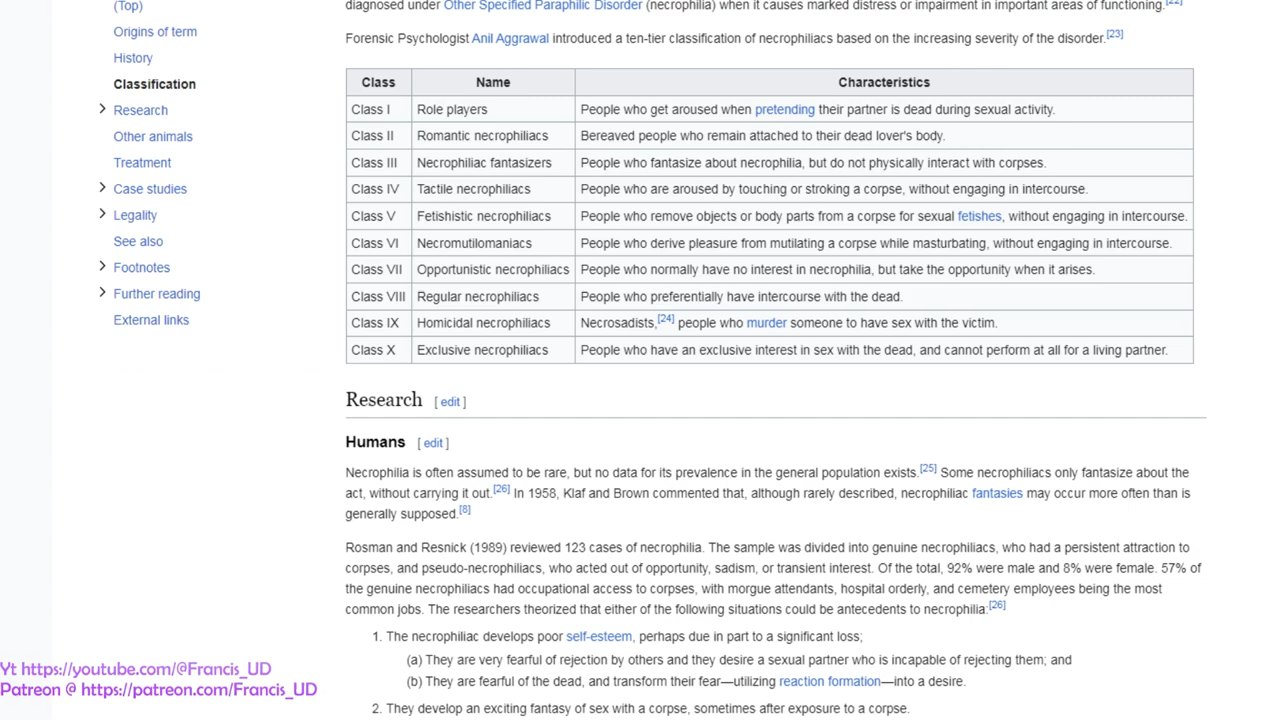 (Top)
Origins of term
History
Classification
Research
Other animals
Treatment
Case studies
Legality
See also
Footnotes
Further reading
External links
diagnosed under Other Specified Paraphilic Disorder (necrophilia) when it causes marked distress or impairment in important areas of functioning.[22]
Forensic Psychologist Anil Aggrawal introduced a ten-tier classification of necrophiliacs based on the increasing severity of the disorder.[23]
Class Name Characteristics
Class I Role players People who get aroused when pretending their partner is dead during sexual activity.
Class II Romantic necrophiliacs Bereaved people who remain attached to their dead lover's body.
Class III Necrophiliac fantasizers People who fantasize about necrophilia, but do not physically interact with corpses.
Class IV Tactile necrophiliacs People who are aroused by touching or stroking a corpse, without engaging in intercourse.
Class V Fetishistic necrophiliacs People who remove objects or body parts from a corpse for sexual fetishes, without engaging in intercourse.
Class VI Necromutilomaniacs People who derive pleasure from mutilating a corpse while masturbating, without engaging in intercourse.
Class VII Opportunistic necrophiliacs People who normally have no interest in necrophilia, but take the opportunity when it arises.
Class VIII Regular necrophiliacs People who preferentially have intercourse with the dead.
Class IX Homicidal necrophiliacs Necrosadists,[24] people who murder someone to have sex with the victim.
Class X Exclusive necrophiliacs People who have an exclusive interest in sex with the dead, and cannot perform at all for a living partner.
Research [ edit ]
Humans [ edit ]
Necrophilia is often assumed to be rare, but no data for its prevalence in the general population exists.[25] Some necrophiliacs only fantasize about the
act, without carrying it out.[26] In 1958, Klaf and Brown commented that, although rarely described, necrophiliac fantasies may occur more often than is
generally supposed.[8]
Rosman and Resnick (1989) reviewed 123 cases of necrophilia. The sample was divided into genuine necrophiliacs, who had a persistent attraction to
corpses, and pseudo-necrophiliacs, who acted out of opportunity, sadism, or transient interest. Of the total, 92% were male and 8% were female. 57% of
the genuine necrophiliacs had occupational access to corpses, with morgue attendants, hospital orderly, and cemetery employees being the most
common jobs. The researchers theorized that either of the following situations could be antecedents to necrophilia:[26]
1. The necrophiliac develops poor self-esteem, perhaps due in part to a significant loss;
(a) They are very fearful of rejection by others and they desire a sexual partner who is incapable of rejecting them; and
(b) They are fearful of the dead, and transform their fear—utilizing reaction formation—into a desire.
2. They develop an exciting fantasy of sex with a corpse, sometimes after exposure to a corpse.
Yt https://youtube.com/@Francis_UD
Patreon @ https://patreon.com/Francis_UD